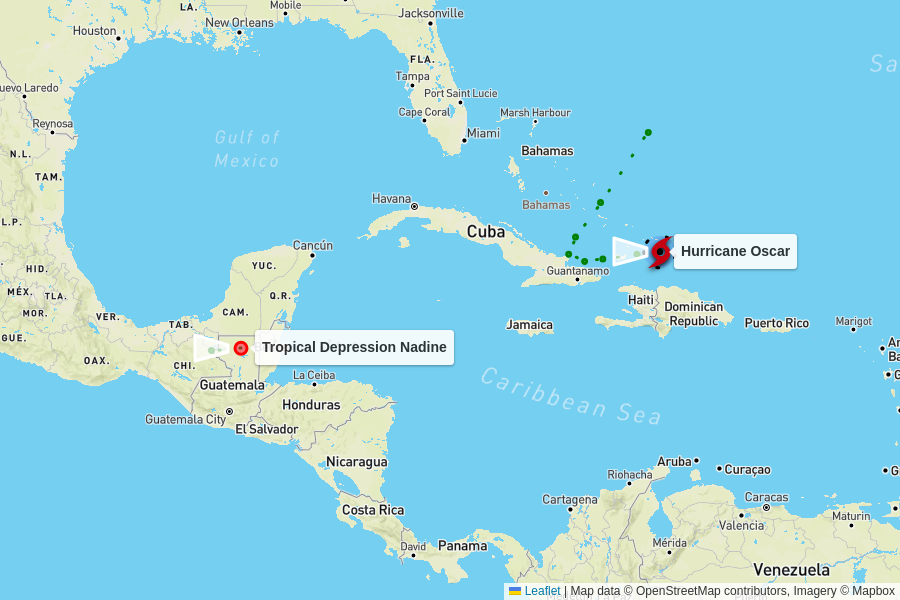 LA.
Mobile
Jacksonville
New Orleans
Houston
FLA.
Sa
Tampa
uevo Laredo
Port Saint Lucie
Cape Coral
Marsh Harbour
Reynosa
Miami
Gulf of
Mexico
N.L.
Bahamas
TAM.
Havana
Bahamas
L.P.
Cuba
Cancún
Hurricane Oscar
YUC.
HID.
Guantanamo
MÉX.
TLA.
Q.R.
Haiti
Dominican
Republic
MOR.
CAM.
VER.
TAB.
Jamaica
Puerto Rico
Marigot
GUE.
An
Ba
Tropical Depression Nadine
OAX.
CHI.
La Ceiba
G
Guatemala
Caribbean Sea
Honduras
Guatemala City
El Salvador
Nicaragua
Aruba
Curaçao
G
Riohacha
Cartagena
Caracas
Costa Rica
Maturin
Valencia
David
Panama
Mérida
Venezuela
Leaflet | Map data © OpenStreetMap contributors, Imagery © Mapbox